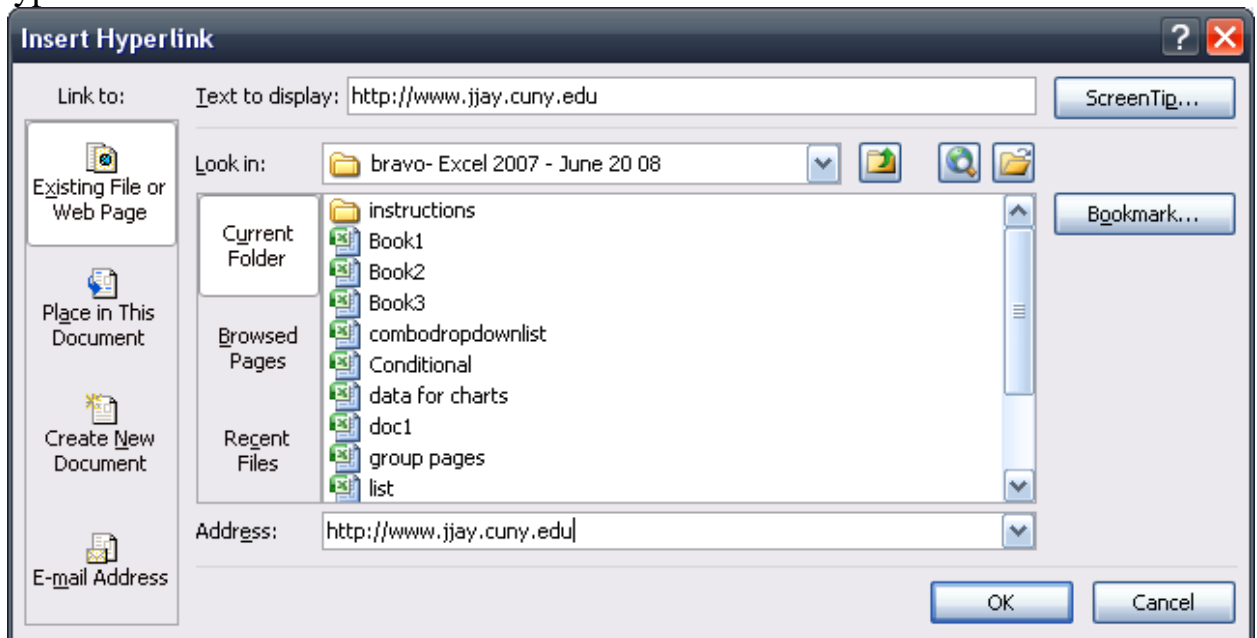 Insert Hyperlink
?
Link to:
Text to display: http://www.jjay.cuny.edu
ScreenTip...
Existing File or
Web Page
Look in: bravo- Excel 2007 - June 20 08
Bookmark...
Current
Folder
instructions
Book1
Book2
Book3
combodropdownlist
Conditional
data for charts
doc1
group pages
list
Place in This
Document
Browsed
Pages
Create New
Document
Recent
Files
Address: http://www.jjay.cuny.edu
E-mail Address
OK
Cancel